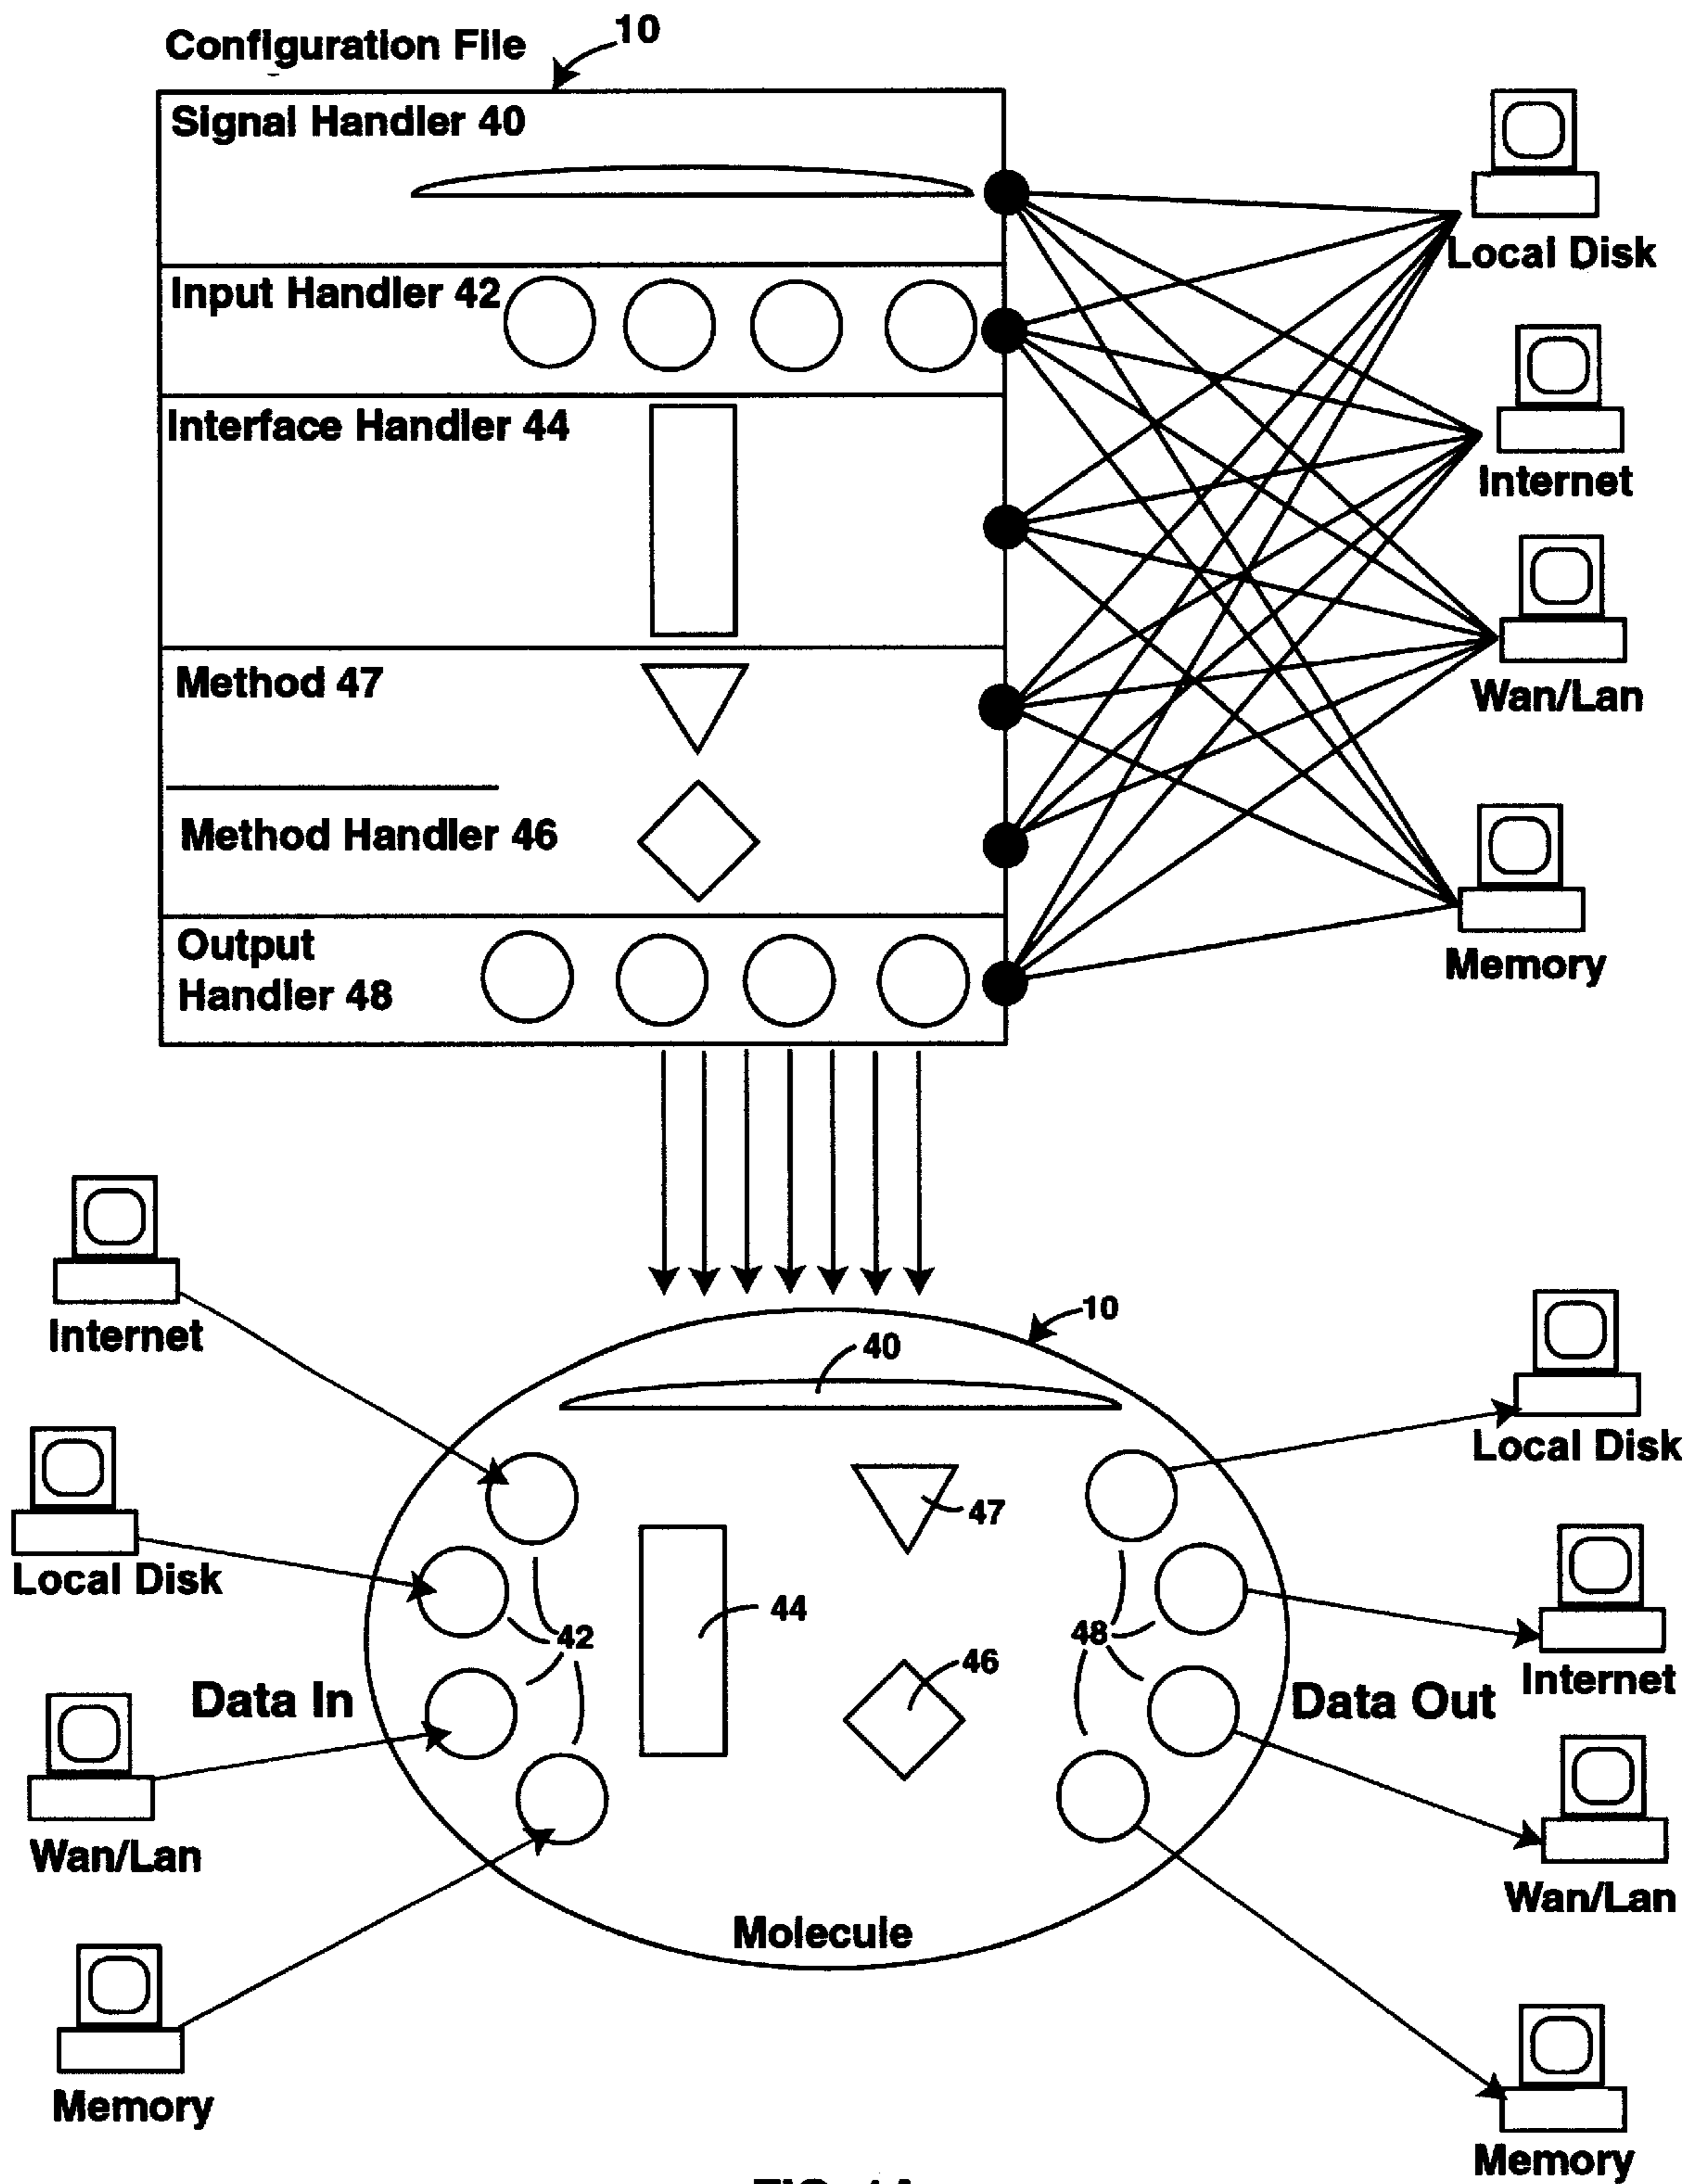 Configuration File
10
Signal Handler 40
Local Disk
Input Handler 42
Interface Handler 44
Internet
Method 47
Wan/Lan
Method Handler 46
Output
Handler 48
Memory
Internet
10
40
Local Disk
47
Local Disk
44
42
48
46
Internet
Data In
Data Out
Wan/Lan
Wan/Lan
Molecule
Memory
Memory